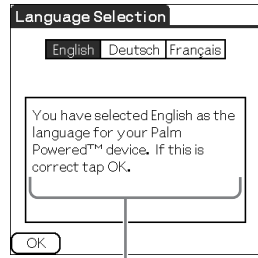 Language Selection
English Deutsch Français
You have selected English as the
language for your Palm
Powered™ device. If this is
correct tap OK.
OK